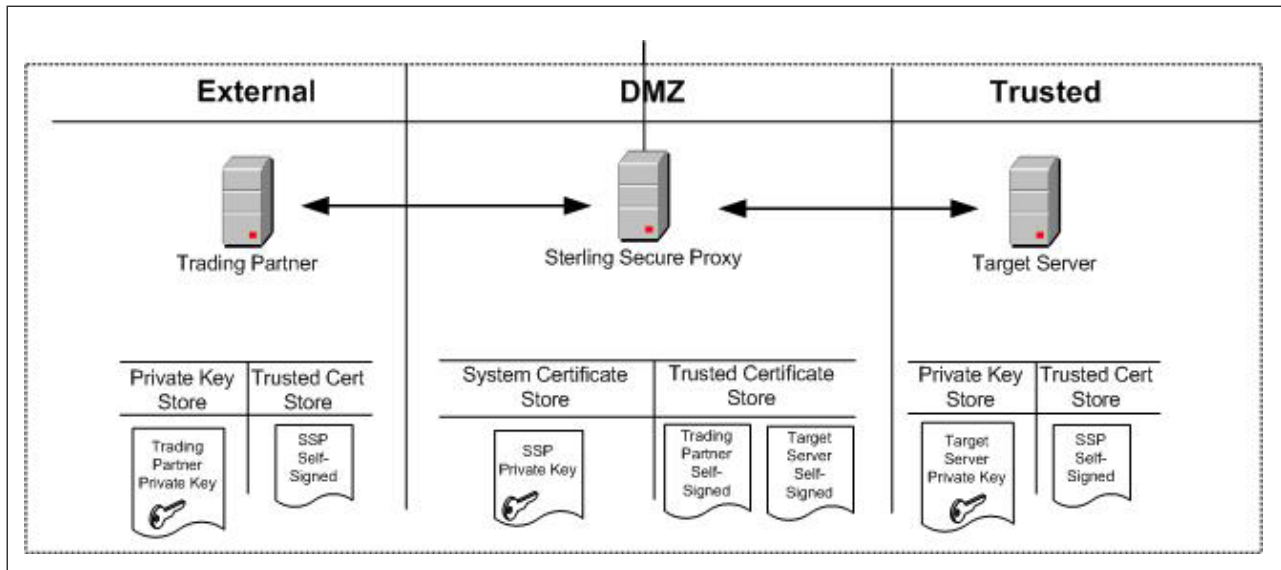 External
DMZ
Trusted
Trading Partner
Sterling Secure Proxy
Target Server
Private Key
Store
Trusted Cert
Store
Trading
Partner
Private Key
SSP
Self-
Signed
System Certificate
Store
Trusted Certificate
Store
SSP
Private Key
Trading
Partner
Self-
Signed
Target
Server
Self-
Signed
Private Key
Store
Trusted Cert
Store
Target
Server
Private Key
SSP
Self-
Signed